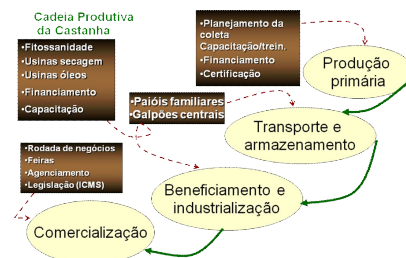 Cadeia Produtiva
da Castanha
•Fitossanidade
•Usinas secagem
•Usinas óleos
•Financiamento
•Capacitação
•Planejamento da
coleta
Capacitação/trein.
•Financiamento
•Certificação
Produção
primária
•Paióis familiares
•Galpões centrais
Transporte e
armazenamento
•Rodada de negócios
•Feiras
•Agenciamento
•Legislação (ICMS)
Beneficiamento e
industrialização
Comercialização